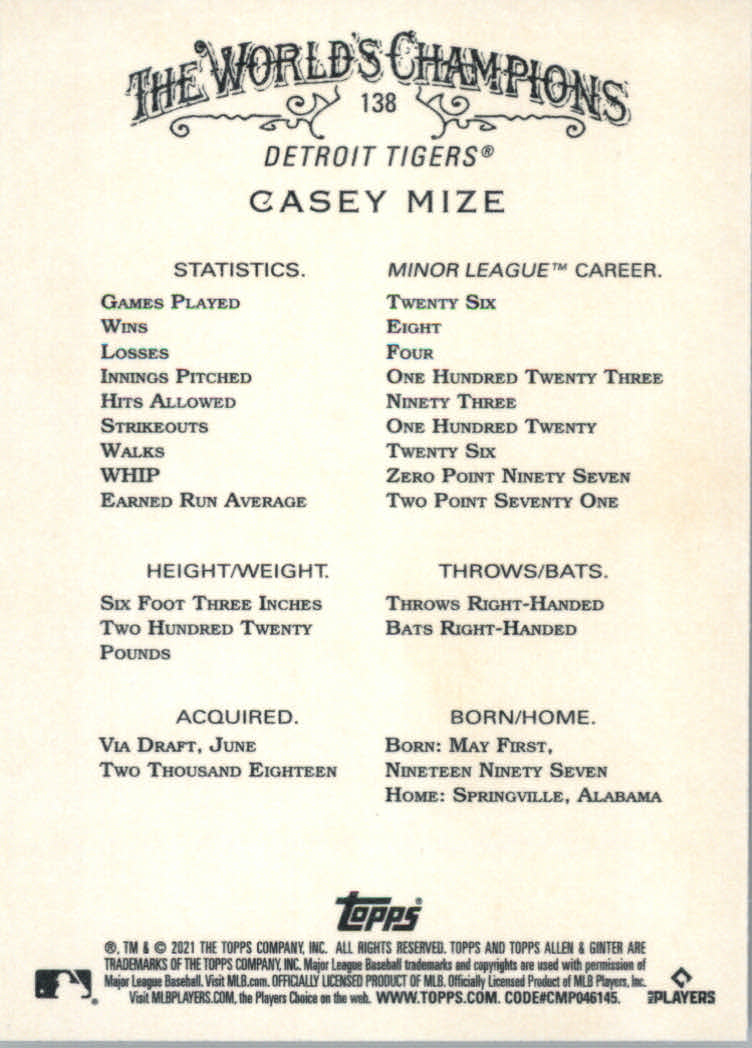 THE WORLD'S CHAMPIONS
138
DETROIT TIGERS®
CASEY MIZE
STATISTICS. MINOR LEAGUE™ CAREER.
GAMES PLAYED TWENTY SIX
WINS EIGHT
LOSSES FOUR
INNINGS PITCHED ONE HUNDRED TWENTY THREE
HITS ALLOWED NINETY THREE
STRIKEOUTS ONE HUNDRED TWENTY
WALKS TWENTY SIX
WHIP ZERO POINT NINETY SEVEN
EARNED RUN AVERAGE TWO POINT SEVENTY ONE
HEIGHT/WEIGHT.
SIX FOOT THREE INCHES
TWO HUNDRED TWENTY
POUNDS
THROWS/BATS.
THROWS RIGHT-HANDED
BATS RIGHT-HANDED
ACQUIRED.
VIA DRAFT, JUNE
TWO THOUSAND EIGHTEEN
BORN/HOME.
BORN: MAY FIRST,
NINETEEN NINETY SEVEN
HOME: SPRINGVILLE, ALABAMA
topps®
®, TM & © 2021 THE TOPPS COMPANY, INC. ALL RIGHTS RESERVED. TOPPS AND TOPPS ALLEN & GINTER ARE
TRADEMARKS OF THE TOPPS COMPANY, INC. Major League Baseball trademarks and copyrights are used with permission of
Major League Baseball. Visit MLB.com. OFFICIALLY LICENSED PRODUCT OF MLB. Officially Licensed Product of MLB Players, Inc.
Visit MLBPLAYERS.COM, the Players Choice on the web. WWW.TOPPS.COM. CODE#CMP046145.
MLB PLAYERS